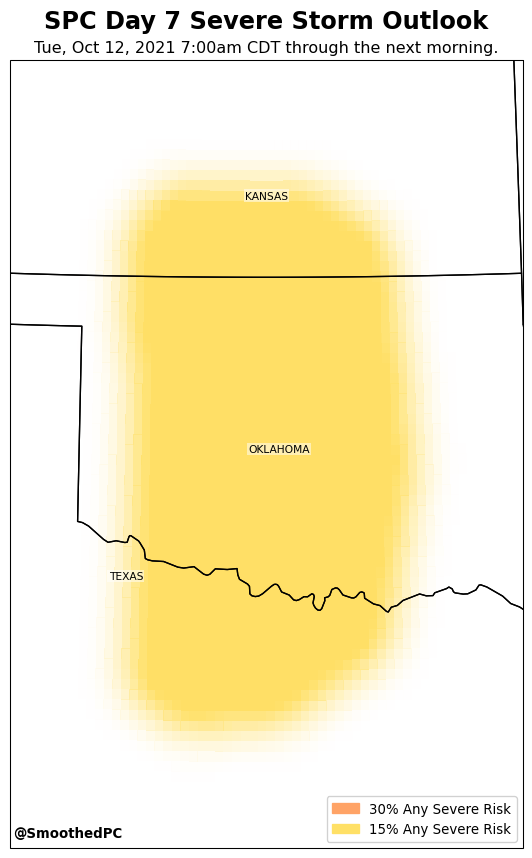 SPC Day 7 Severe Storm Outlook
Tue, Oct 12, 2021 7:00am CDT through the next morning.
KANSAS
OKLAHOMA
TEXAS
30% Any Severe Risk
15% Any Severe Risk
@SmoothedPC